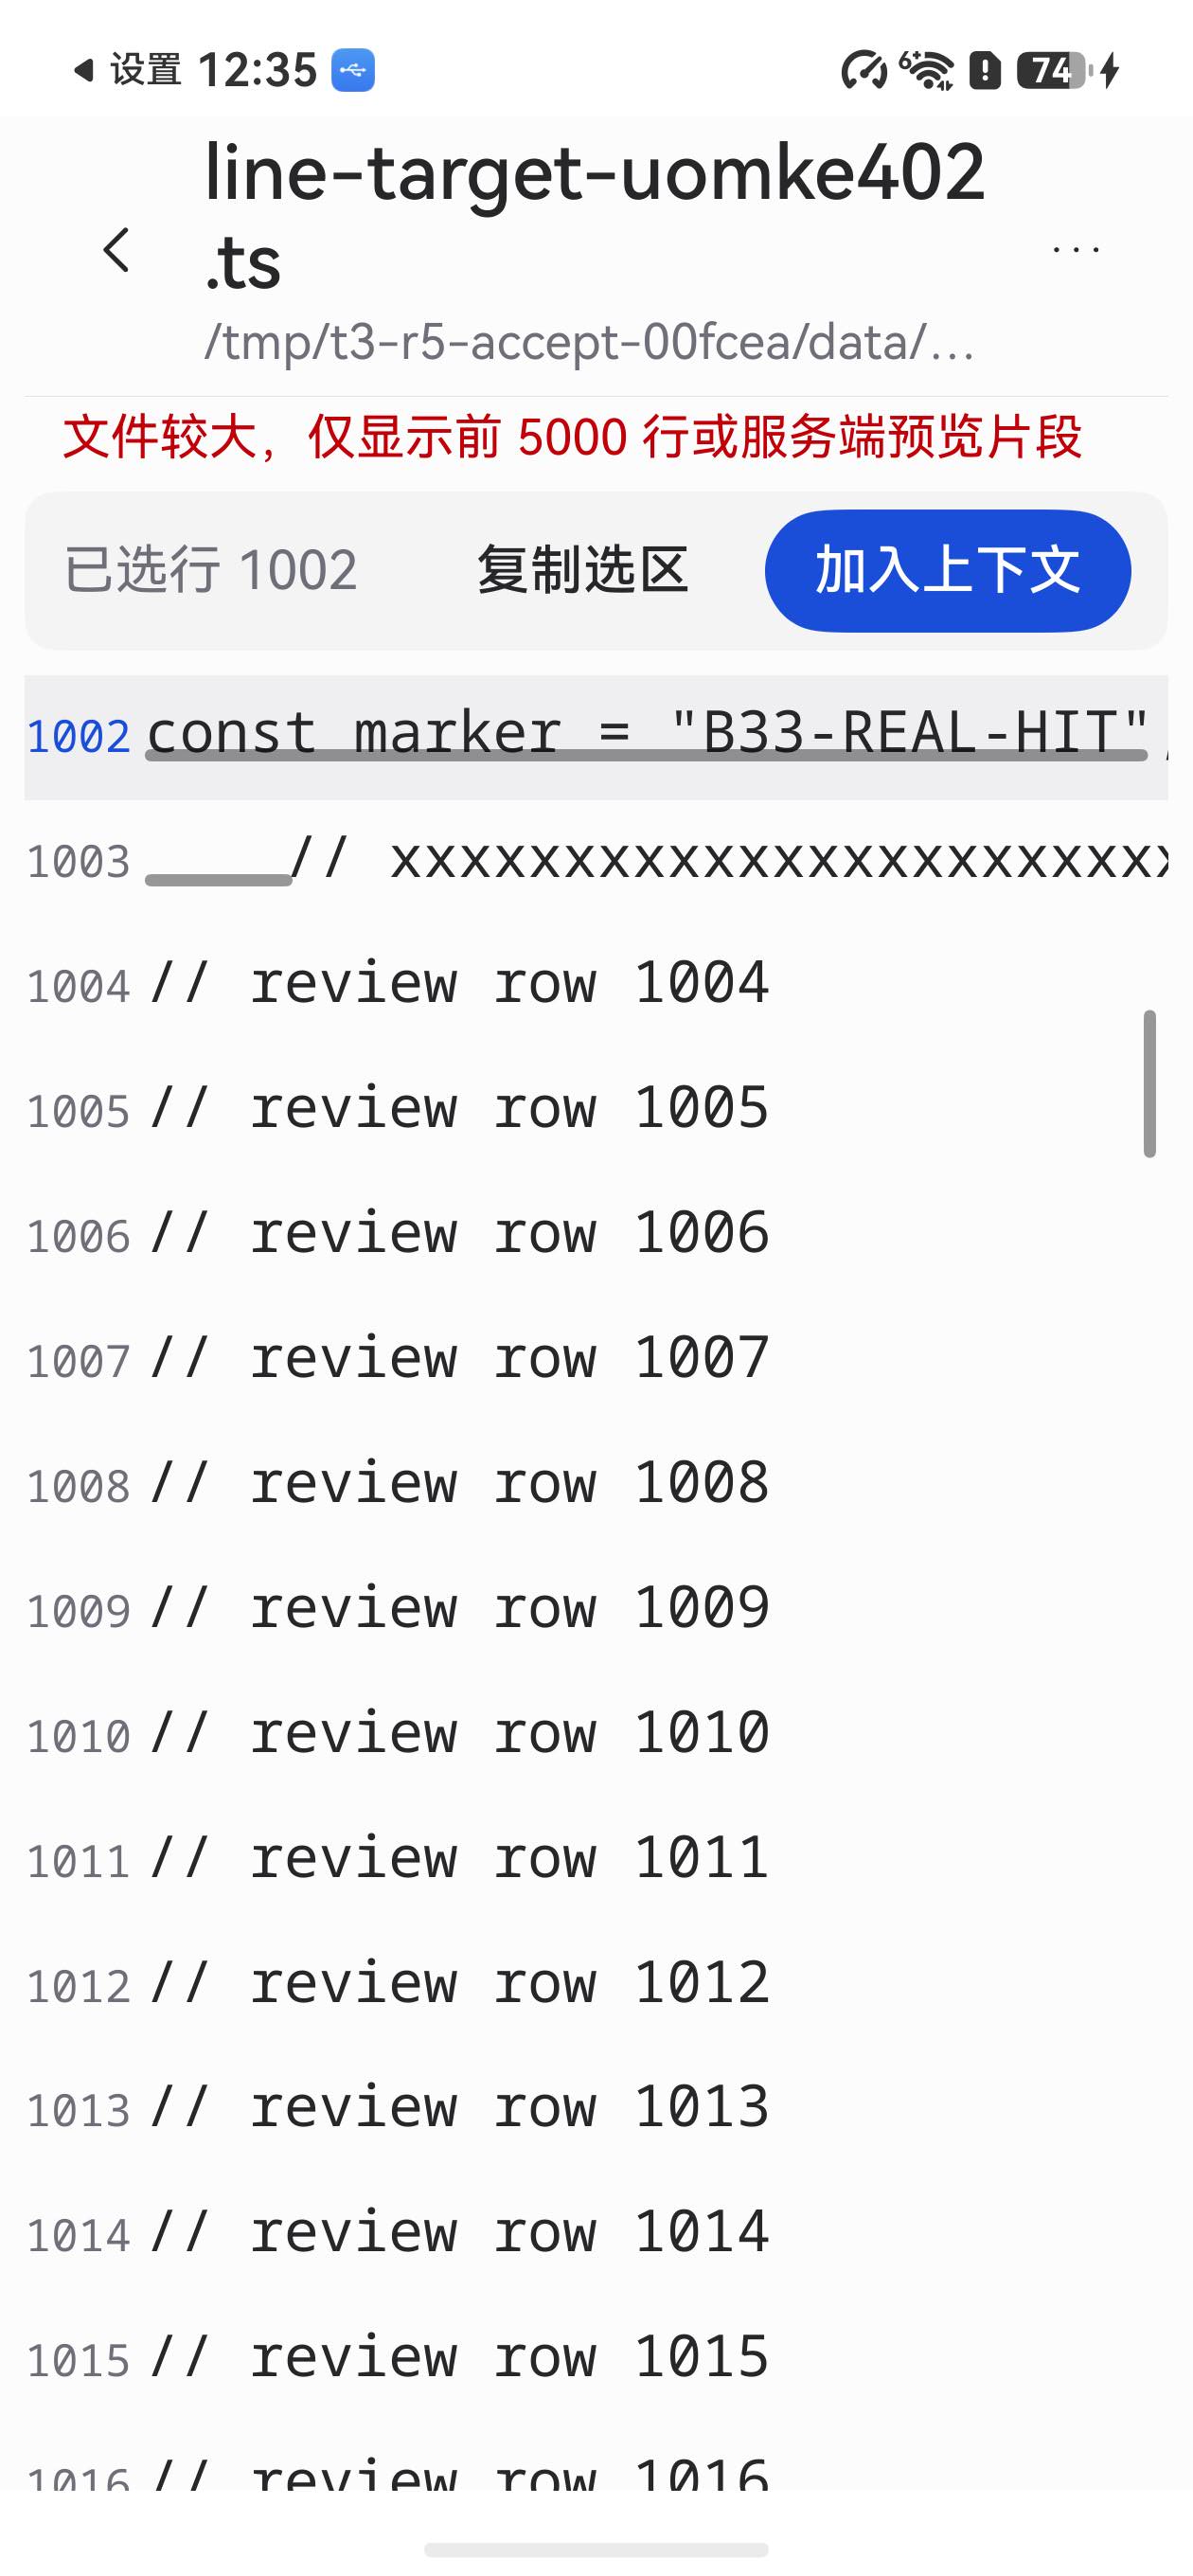 设置 12:35
74
line-target-uomke402
.ts
/tmp/t3-r5-accept-00fcea/data/...
文件较大，仅显示前 5000 行或服务端预览片段
已选行 1002 复制选区 加入上下文
1002 const marker = "B33-REAL-HIT";
1003 // xxxxxxxxxxxxxxxxxxxxxxx
1004 // review row 1004
1005 // review row 1005
1006 // review row 1006
1007 // review row 1007
1008 // review row 1008
1009 // review row 1009
1010 // review row 1010
1011 // review row 1011
1012 // review row 1012
1013 // review row 1013
1014 // review row 1014
1015 // review row 1015
1016 // review row 1016